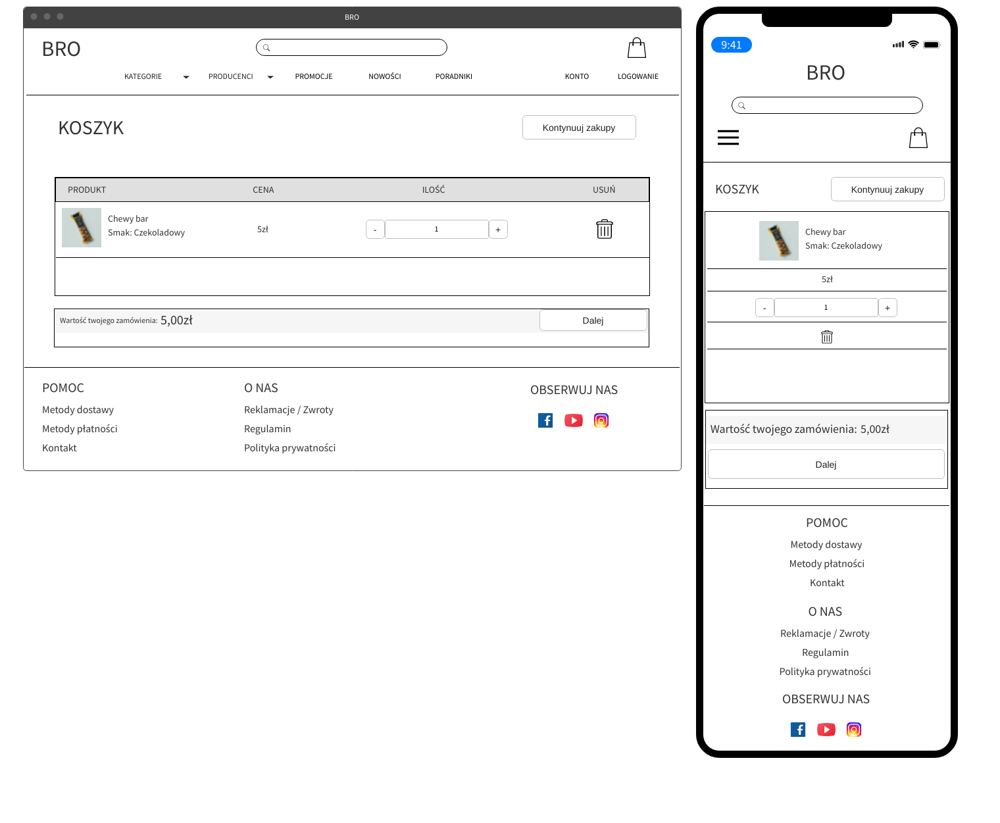 BRO
BRO
KATEGORIE PRODUCENCI PROMOCJE NOWOŚCI PORADNIKI KONTO LOGOWANIE
KOSZYK Kontynuuj zakupy
PRODUKT CENA ILOŚĆ USUŃ
Chewy bar
Smak: Czekoladowy
5zł - 1 +
Wartość twojego zamówienia: 5,00zł Dalej
POMOC
Metody dostawy
Metody płatności
Kontakt
O NAS
Reklamacje / Zwroty
Regulamin
Polityka prywatności
OBSERWUJ NAS
9:41
BRO
KOSZYK Kontynuuj zakupy
Chewy bar
Smak: Czekoladowy
5zł
- 1 +
Wartość twojego zamówienia: 5,00zł
Dalej
POMOC
Metody dostawy
Metody płatności
Kontakt
O NAS
Reklamacje / Zwroty
Regulamin
Polityka prywatności
OBSERWUJ NAS